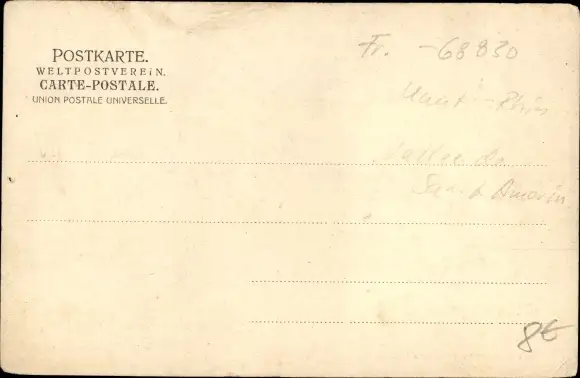 POSTKARTE.
WELTPOSTVEREIN.
CARTE-POSTALE.
UNION POSTALE UNIVERSELLE.
Fr. -68830
8€